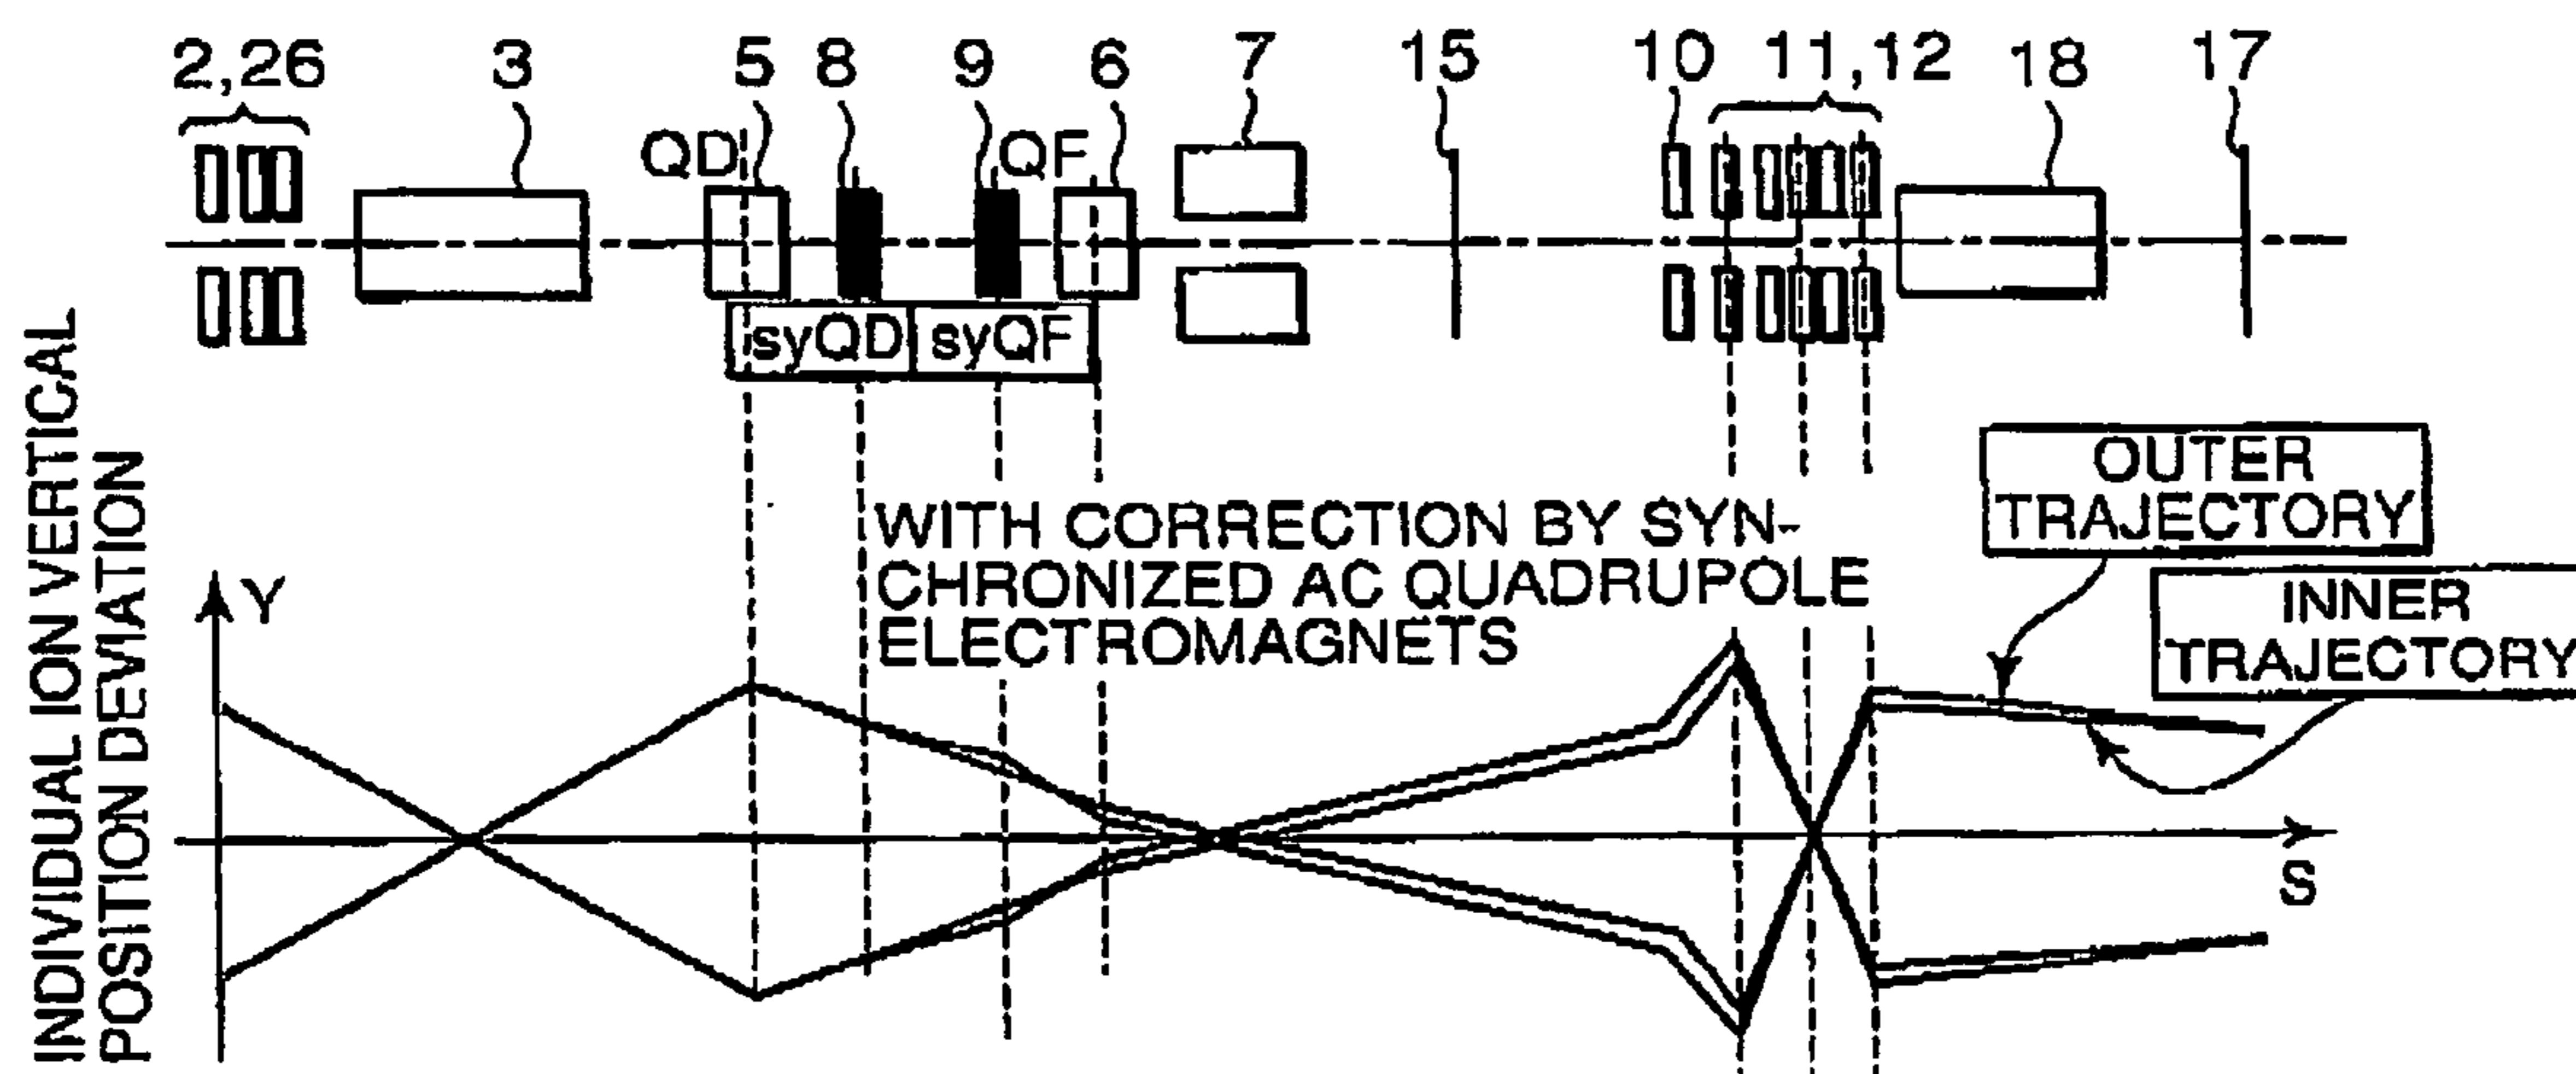 2,26 3 5 8 9 6 7 15 10 11,12 18 17
QD QF
syQD syQF
INDIVIDUAL ION VERTICAL
POSITION DEVIATION
OUTER
TRAJECTORY
WITH CORRECTION BY SYN-
CHRONIZED AC QUADRUPOLE
ELECTROMAGNETS
INNER
TRAJECTORY
Y
S